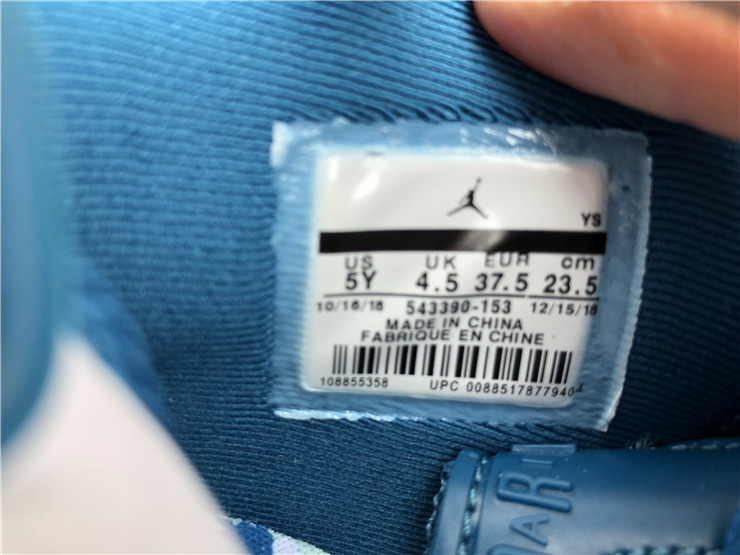 YS
US UK EUR cm
5Y 4.5 37.5 23.5
10/16/18 543390-153 12/15/18
MADE IN CHINA
FABRIQUE EN CHINE
108855358 UPC 00885178779404